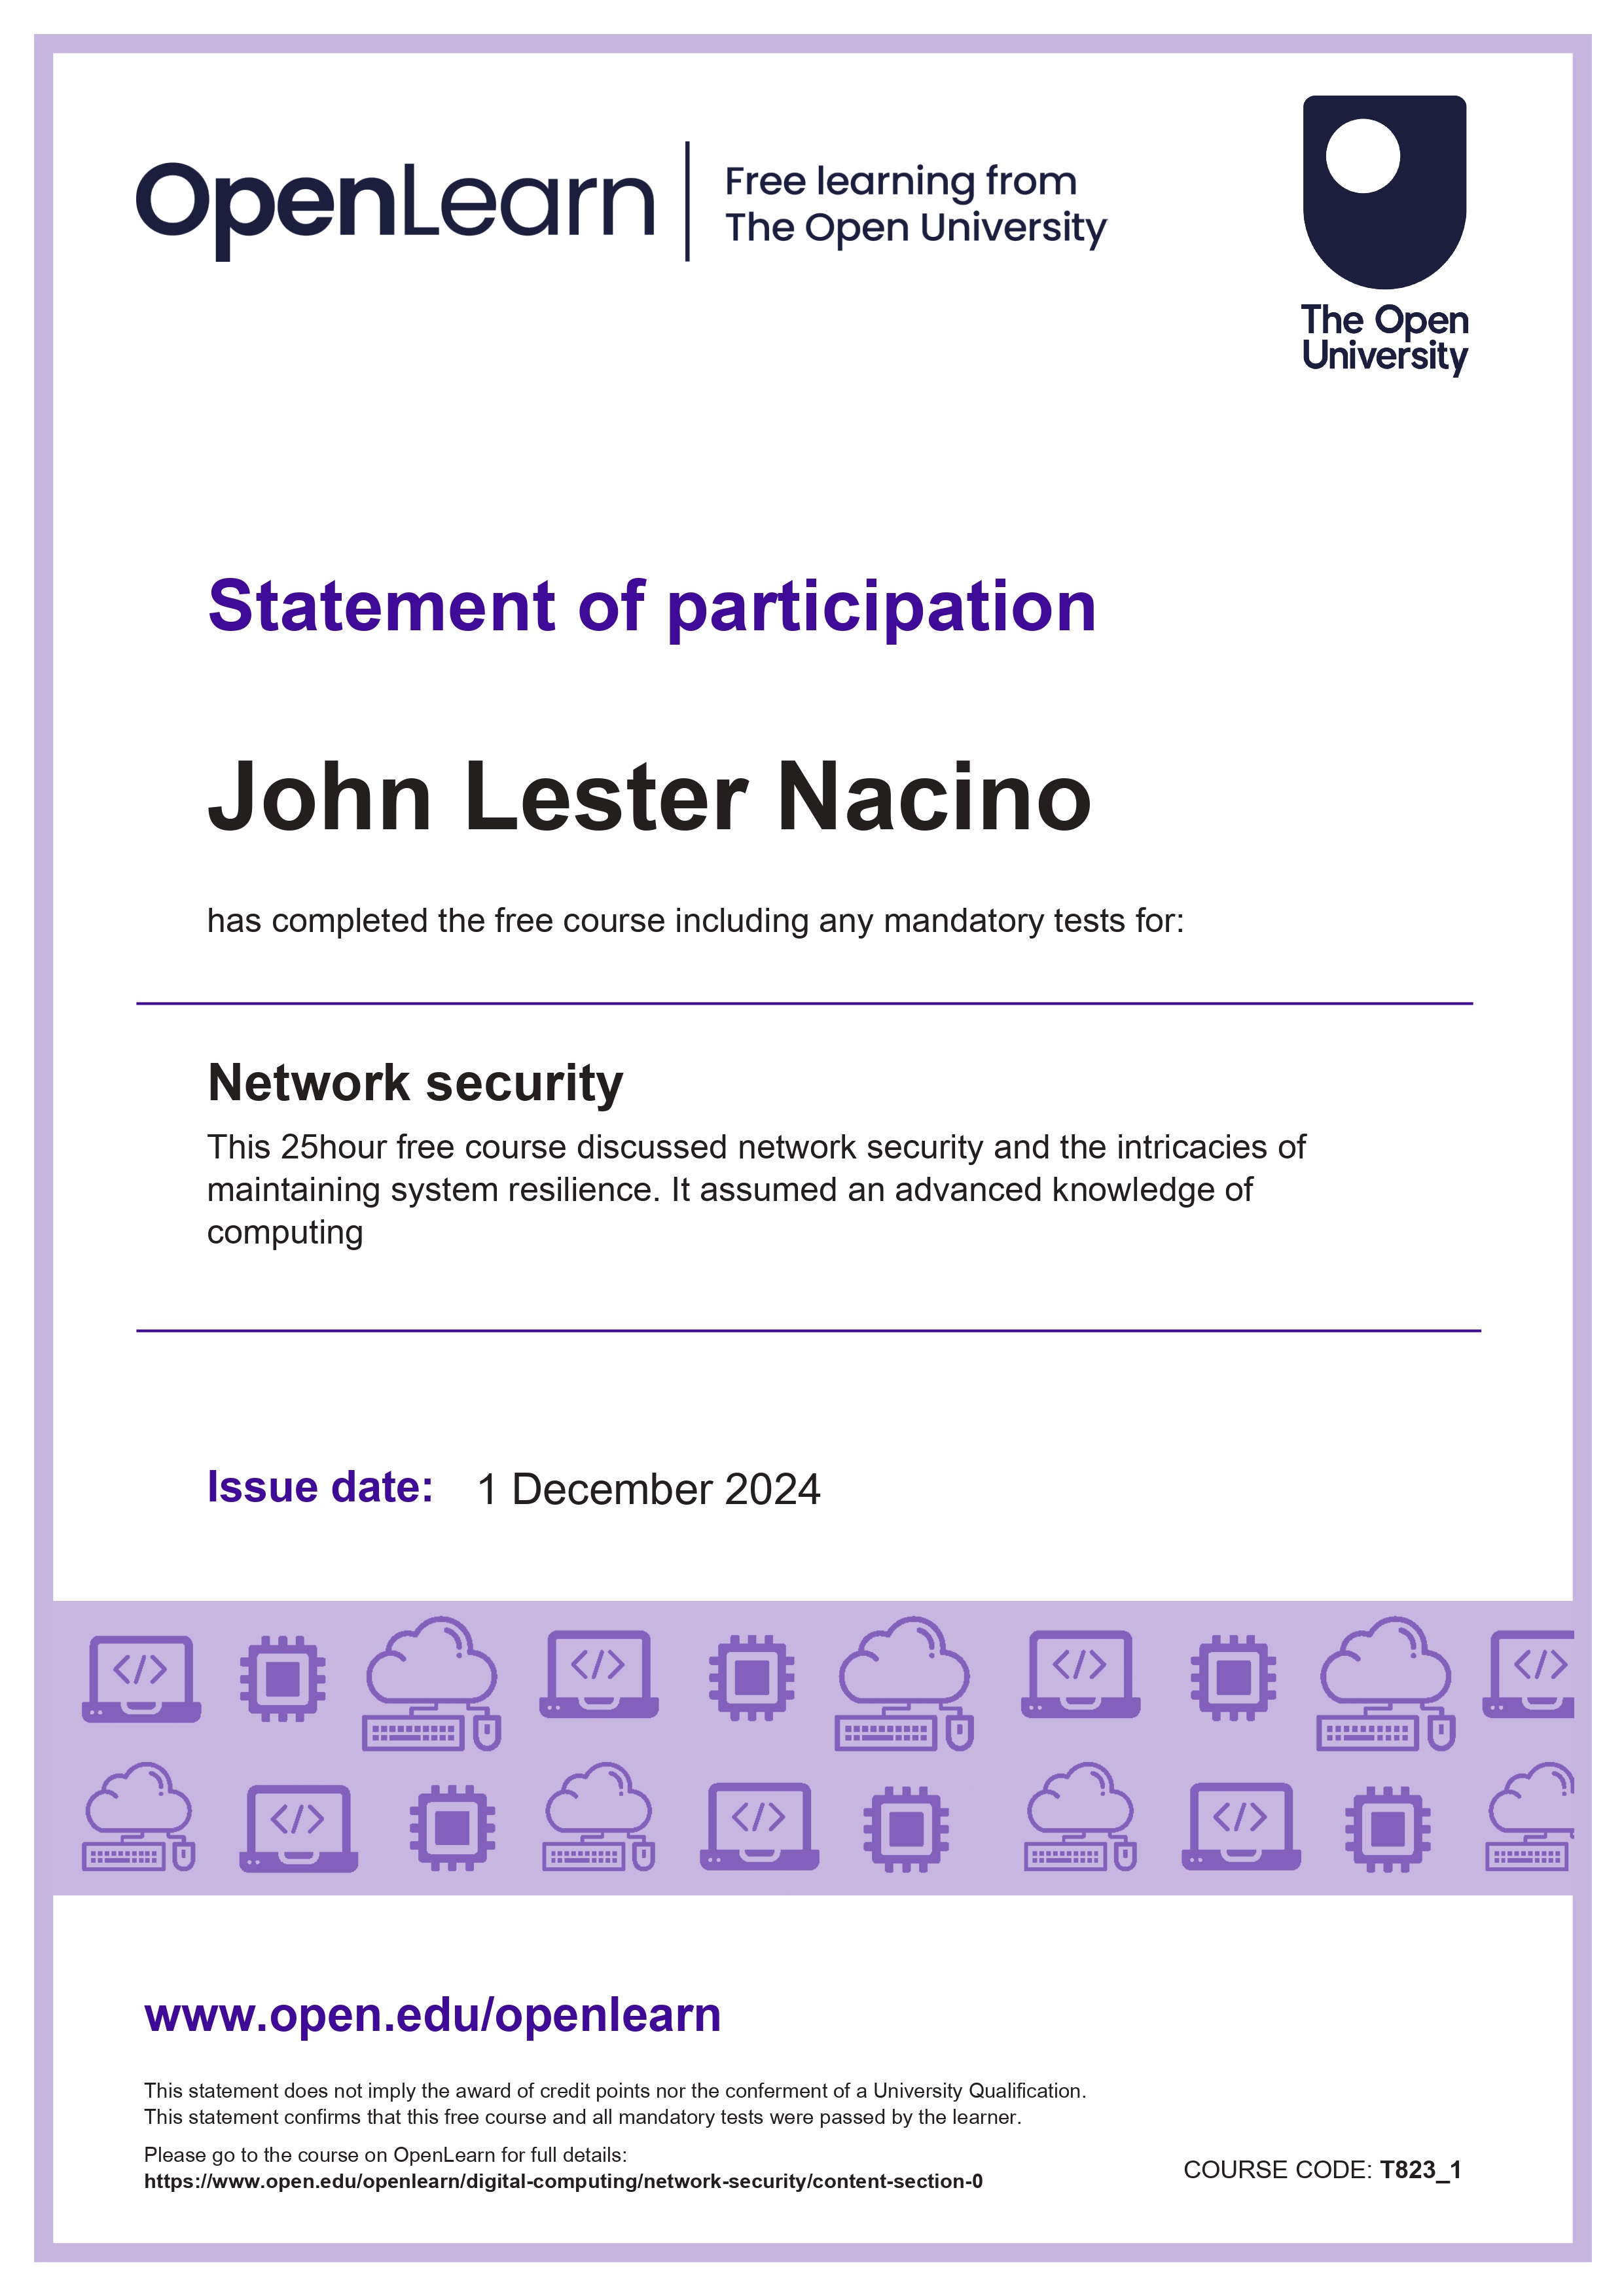 OpenLearn
Free learning from
The Open University
The Open
University
Statement of participation
John Lester Nacino
has completed the free course including any mandatory tests for:
Network security
This 25hour free course discussed network security and the intricacies of
maintaining system resilience. It assumed an advanced knowledge of
computing
Issue date: 1 December 2024
www.open.edu/openlearn
This statement does not imply the award of credit points nor the conferment of a University Qualification.
This statement confirms that this free course and all mandatory tests were passed by the learner.
Please go to the course on OpenLearn for full details:
https://www.open.edu/openlearn/digital-computing/network-security/content-section-0
COURSE CODE: T823_1